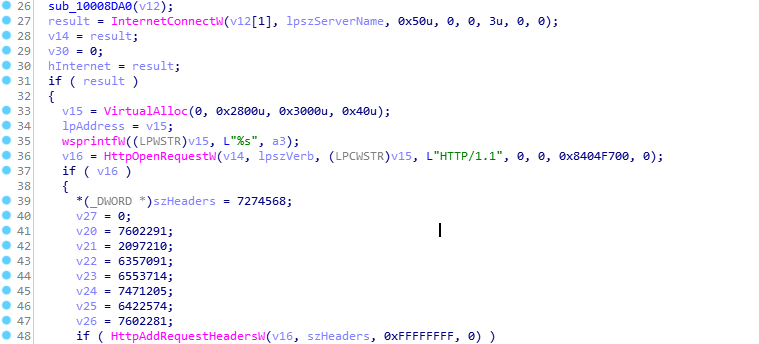 26 sub_10008DA0(v12);
27 result = InternetConnectW(v12[1], lpszServerName, 0x50u, 0, 0, 3u, 0, 0);
28 v14 = result;
29 v30 = 0;
30 hInternet = result;
31 if ( result )
32 {
33 v15 = VirtualAlloc(0, 0x2800u, 0x3000u, 0x40u);
34 lpAddress = v15;
35 wsprintfW((LPWSTR)v15, L"%s", a3);
36 v16 = HttpOpenRequestW(v14, lpszVerb, (LPCWSTR)v15, L"HTTP/1.1", 0, 0, 0x8404F700, 0);
37 if ( v16 )
38 {
39 *(_DWORD *)szHeaders = 7274568;
40 v27 = 0;
41 v20 = 7602291;
42 v21 = 2097210;
43 v22 = 6357091;
44 v23 = 6553714;
45 v24 = 7471205;
46 v25 = 6422574;
47 v26 = 7602281;
48 if ( HttpAddRequestHeadersW(v16, szHeaders, 0xFFFFFFFF, 0) )